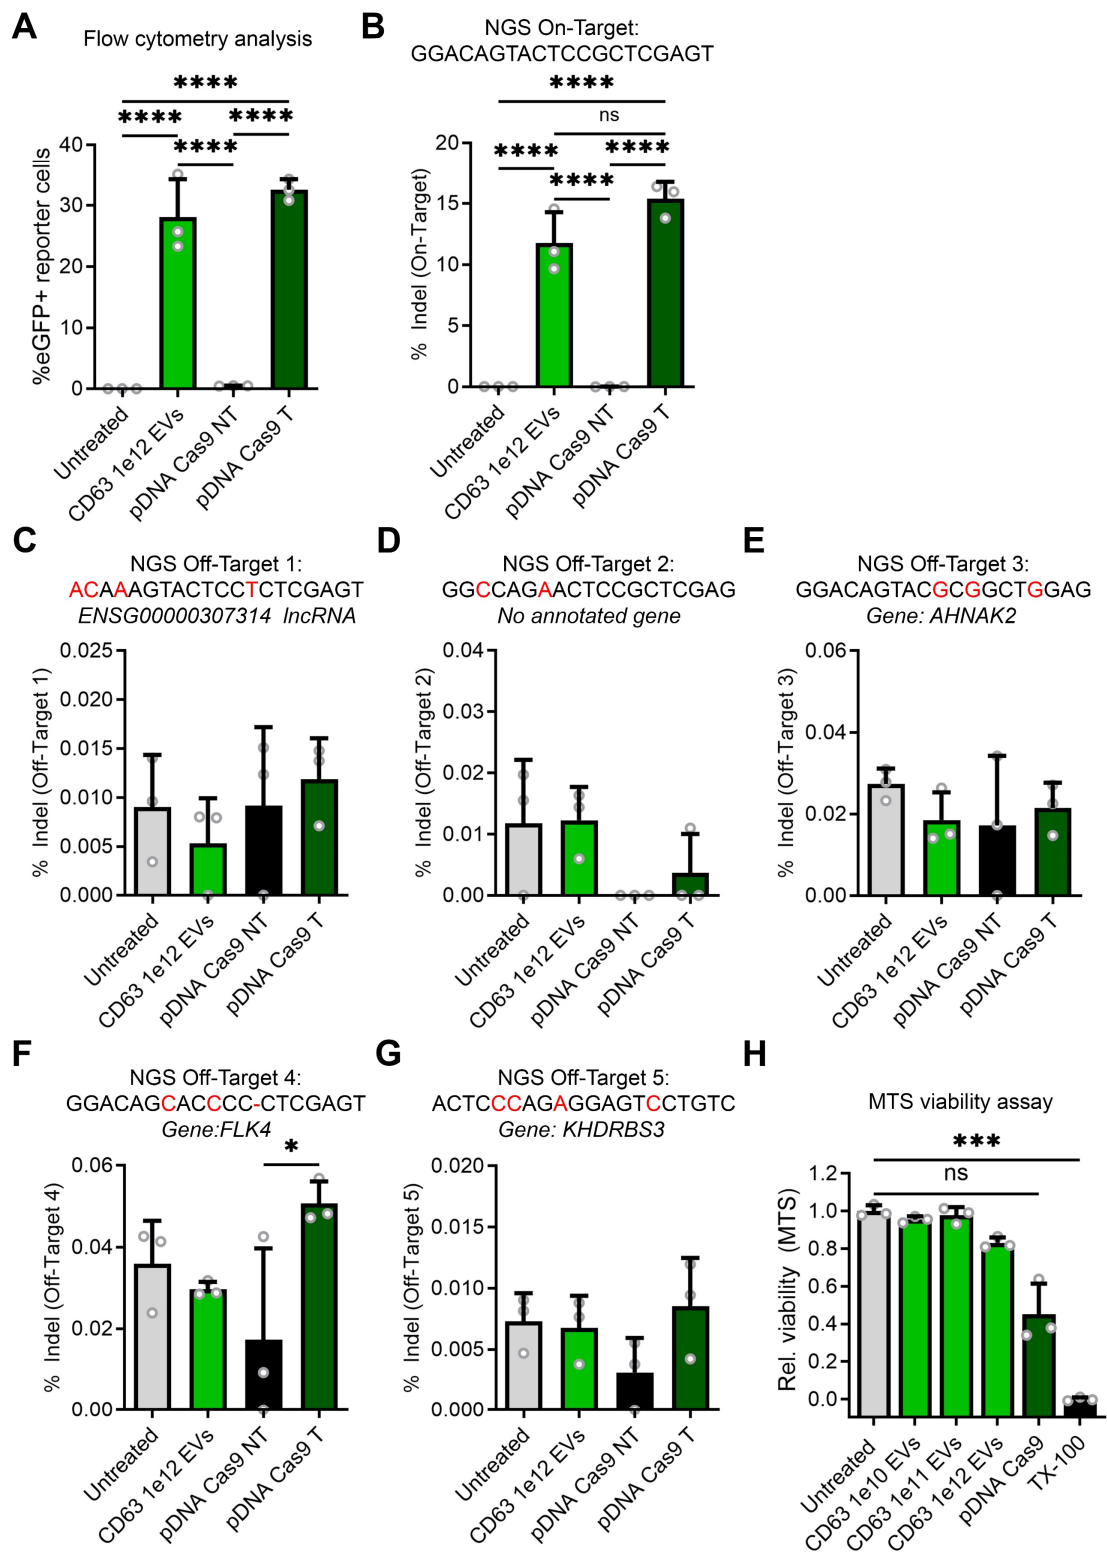 A
Flow cytometry analysis
****
**** ****
****
%eGFP+ reporter cells
40
30
20
10
0
Untreated
CD63 1e12 EVs
pDNA Cas9 NT
pDNA Cas9 T
B
NGS On-Target:
GGACAGTACTCCGCTCGAGT
****
ns
**** ****
****
% Indel (On-Target)
20
15
10
5
0
Untreated
CD63 1e12 EVs
pDNA Cas9 NT
pDNA Cas9 T
C
NGS Off-Target 1:
ACAAAAGTACTCCTCTCGAGT
ENSG00000307314 lncRNA
% Indel (Off-Target 1)
0.025
0.020
0.015
0.010
0.005
0.000
Untreated
CD63 1e12 EVs
pDNA Cas9 NT
pDNA Cas9 T
D
NGS Off-Target 2:
GGCCAGAACTCCGCTCGAG
No annotated gene
% Indel (Off-Target 2)
0.04
0.03
0.02
0.01
0.00
Untreated
CD63 1e12 EVs
pDNA Cas9 NT
pDNA Cas9 T
E
NGS Off-Target 3:
GGACAGTACGCGGCTGGAG
Gene: AHNAK2
% Indel (Off-Target 3)
0.06
0.04
0.02
0.00
Untreated
CD63 1e12 EVs
pDNA Cas9 NT
pDNA Cas9 T
F
NGS Off-Target 4:
GGACAGCACCCCC-CTCGAGT
Gene:FLK4
*
% Indel (Off-Target 4)
0.06
0.04
0.02
0.00
Untreated
CD63 1e12 EVs
pDNA Cas9 NT
pDNA Cas9 T
G
NGS Off-Target 5:
ACTCCCAGAGGAGTCCTGTC
Gene: KHDRBS3
% Indel (Off-Target 5)
0.020
0.015
0.010
0.005
0.000
Untreated
CD63 1e12 EVs
pDNA Cas9 NT
pDNA Cas9 T
H
MTS viability assay
***
ns
Rel. viability (MTS)
1.2
1.0
0.8
0.6
0.4
0.2
0.0
Untreated
CD63 1e10 EVs
CD63 1e11 EVs
CD63 1e12 EVs
pDNA Cas9
TX-100